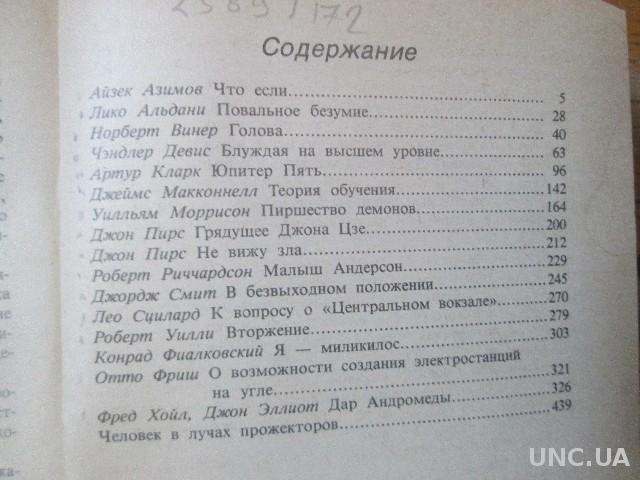 23897172
Содержание
Айзек Азимов Что если........................................ 5
Лико Альдани Повальное безумие........................ 28
Норберт Винер Голова........................................ 40
Чэндлер Девис Блуждая на высшем уровне............ 63
Артур Кларк Юпитер Пять.................................. 96
Джеймс Макконнелл Теория обучения.................. 142
Уилльям Моррисон Пиршество демонов.............. 164
Джон Пирс Грядущее Джона Цзе........................ 200
Джон Пирс Не вижу зла...................................... 212
Роберт Риччардсон Малыш Андерсон.................. 229
Джордж Смит В безвыходном положении............ 245
Лео Сцилард К вопросу о «Центральном вокзале»... 270
Роберт Уилли Вторжение.................................... 279
Конрад Фиалковский Я — миликилос.................. 303
Отто Фриш О возможности создания электростанций
на угле.................................................. 321
Фред Хойл, Джон Эллиот Дар Андромеды............ 326
Человек в лучах прожекторов.............................. 439
UNC.UA